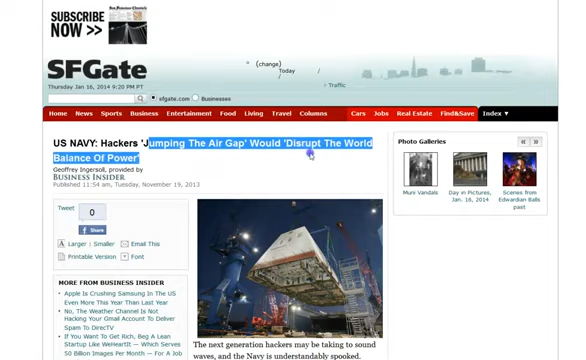 SUBSCRIBE
NOW >>
SFGate
(change)
Today
/
Traffic
/
Thursday Jan 16, 2014 9:20 PM PT
sfgate.com Businesses
Home News Sports Business Entertainment Food Living Travel Columns Cars Jobs Real Estate Find&Save Index ▼
US NAVY: Hackers 'Jumping The Air Gap' Would 'Disrupt The World
Balance Of Power'
Geoffrey Ingersoll, provided by
BUSINESS INSIDER
Published 11:54 am, Tuesday, November 19, 2013
Photo Galleries « »
Muni Vandals
Day in Pictures,
Jan. 16, 2014
Scenes from
Edwardian Balls
past
Tweet 0
f Share
A Larger | Smaller Email This
Printable Version Font
MORE FROM BUSINESS INSIDER
• Apple Is Crushing Samsung In The US
Even More This Year Than Last Year
• No, The Weather Channel Is Not
Hacking Your Gmail Account To Deliver
Spam To DirecTV
• If You Want To Get Rich, Beg A Lean
Startup Like WeHeartIt — Which Serves
50 Billion Images Per Month — For A Job
The next generation hackers may be taking to sound
waves, and the Navy is understandably spooked.